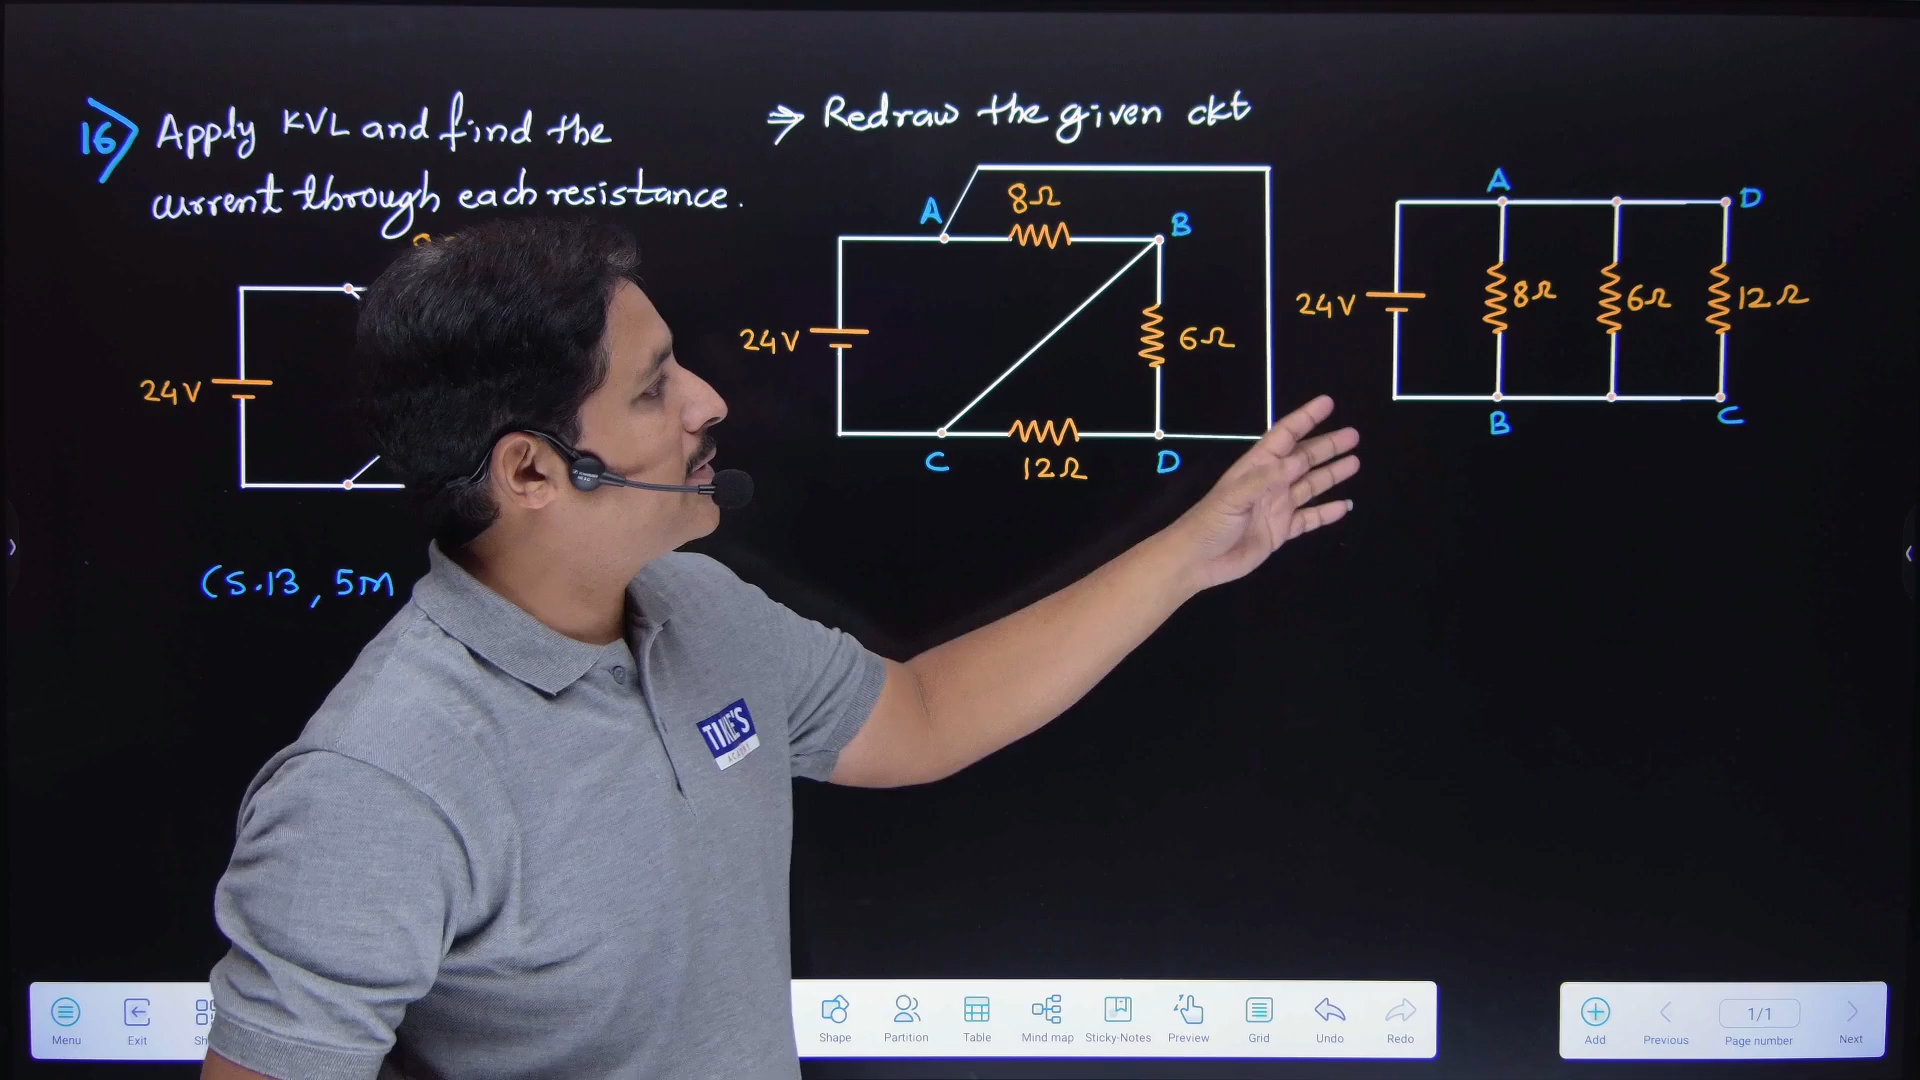 16) Apply KVL and find the
current through each resistance.
24V
(S.13, 5M
⇒ Redraw the given ckt
A
8Ω
B
24V
6Ω
C
12Ω
D
A
D
24V
8Ω
6Ω
12Ω
B
C
TIKLE'S
Menu
Exit
Shape
Partition
Table
Mind map
Sticky-Notes
Preview
Grid
Undo
Redo
Add
Previous
1/1
Page number
Next